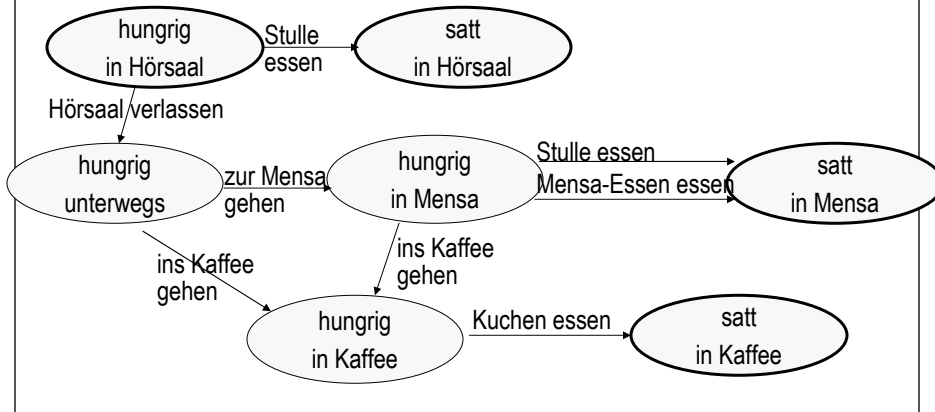 hungrig
in Hörsaal
Stulle
essen
satt
in Hörsaal
Hörsaal verlassen
hungrig
unterwegs
zur Mensa
gehen
hungrig
in Mensa
Stulle essen
Mensa-Essen essen
satt
in Mensa
ins Kaffee
gehen
ins Kaffee
gehen
hungrig
in Kaffee
Kuchen essen
satt
in Kaffee